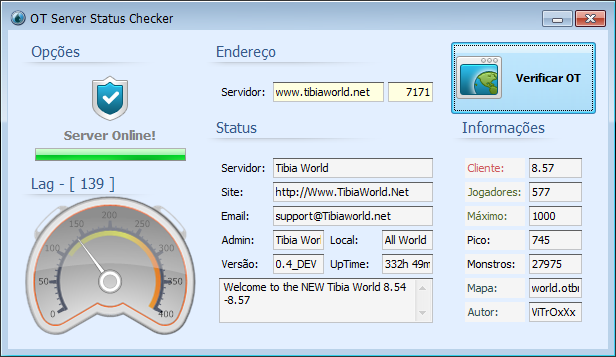 OT Server Status Checker
Opções
Server Online!
Lag - [ 139 ]
0
50
100
150
200
250
300
350
400
Endereço
Servidor: www.tibiaworld.net 7171
Verificar OT
Status
Servidor: Tibia World
Site: http://Www.TibiaWorld.Net
Email: support@Tibiaworld.net
Admin: Tibia Wor Local: All World
Versão: 0.4_DEV UpTime: 332h 49m
Welcome to the NEW Tibia World 8.54
-8.57
Informações
Cliente: 8.57
Jogadores: 577
Máximo: 1000
Pico: 745
Monstros: 27975
Mapa: world.otb
Autor: ViTrOxXx